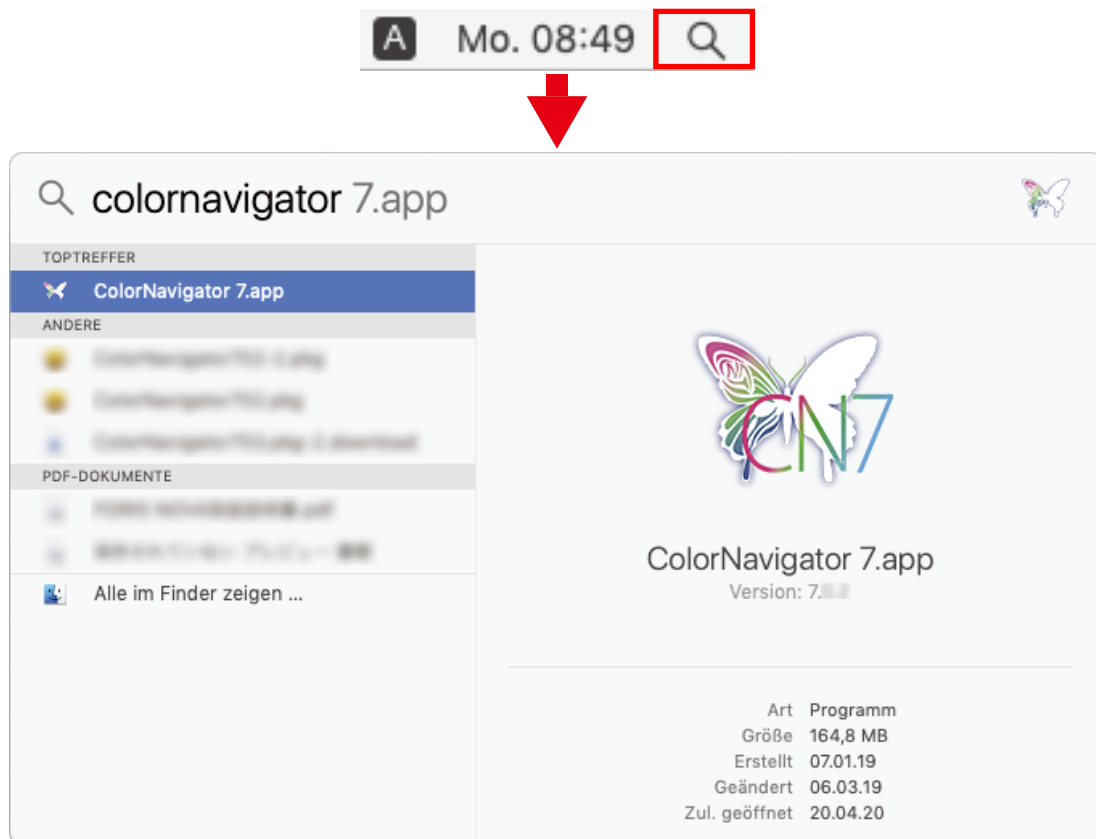 A Mo. 08:49
colornavigator 7.app
TOPTREFFER
ColorNavigator 7.app
ANDERE
PDF-DOKUMENTE
Alle im Finder zeigen ...
CN7
ColorNavigator 7.app
Version: 7.
Art Programm
Größe 164,8 MB
Erstellt 07.01.19
Geändert 06.03.19
Zul. geöffnet 20.04.20